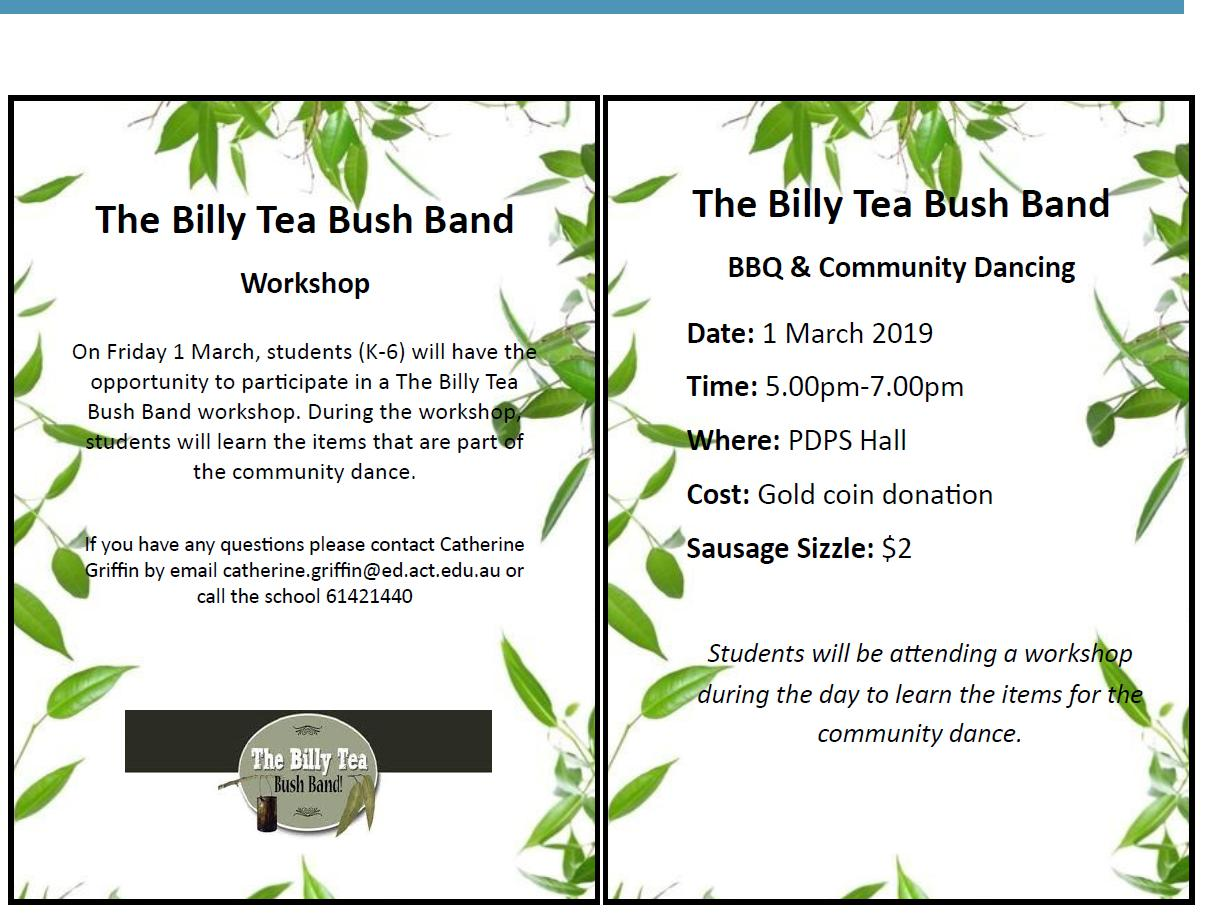 The Billy Tea Bush Band
Workshop
On Friday 1 March, students (K-6) will have the
opportunity to participate in a The Billy Tea
Bush Band workshop. During the workshop,
students will learn the items that are part of
the community dance.
If you have any questions please contact Catherine
Griffin by email catherine.griffin@ed.act.edu.au or
call the school 61421440
The Billy Tea
Bush Band!
The Billy Tea Bush Band
BBQ & Community Dancing
Date: 1 March 2019
Time: 5.00pm-7.00pm
Where: PDPS Hall
Cost: Gold coin donation
Sausage Sizzle: $2
Students will be attending a workshop
during the day to learn the items for the
community dance.